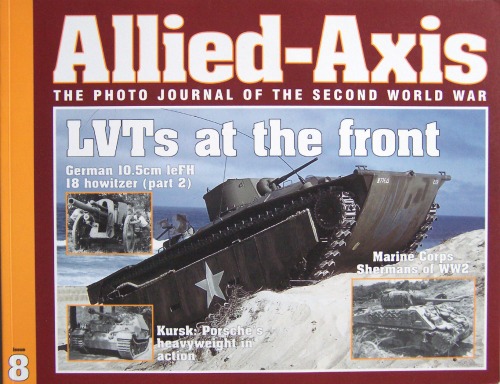 Allied-Axis
THE PHOTO JOURNAL OF THE SECOND WORLD WAR
LVTs at the front
German 10.5cm leFH
18 howitzer (part 2)
Marine Corps
Shermans of WW2
Kursk: Porsche's
heavyweight in
action
8